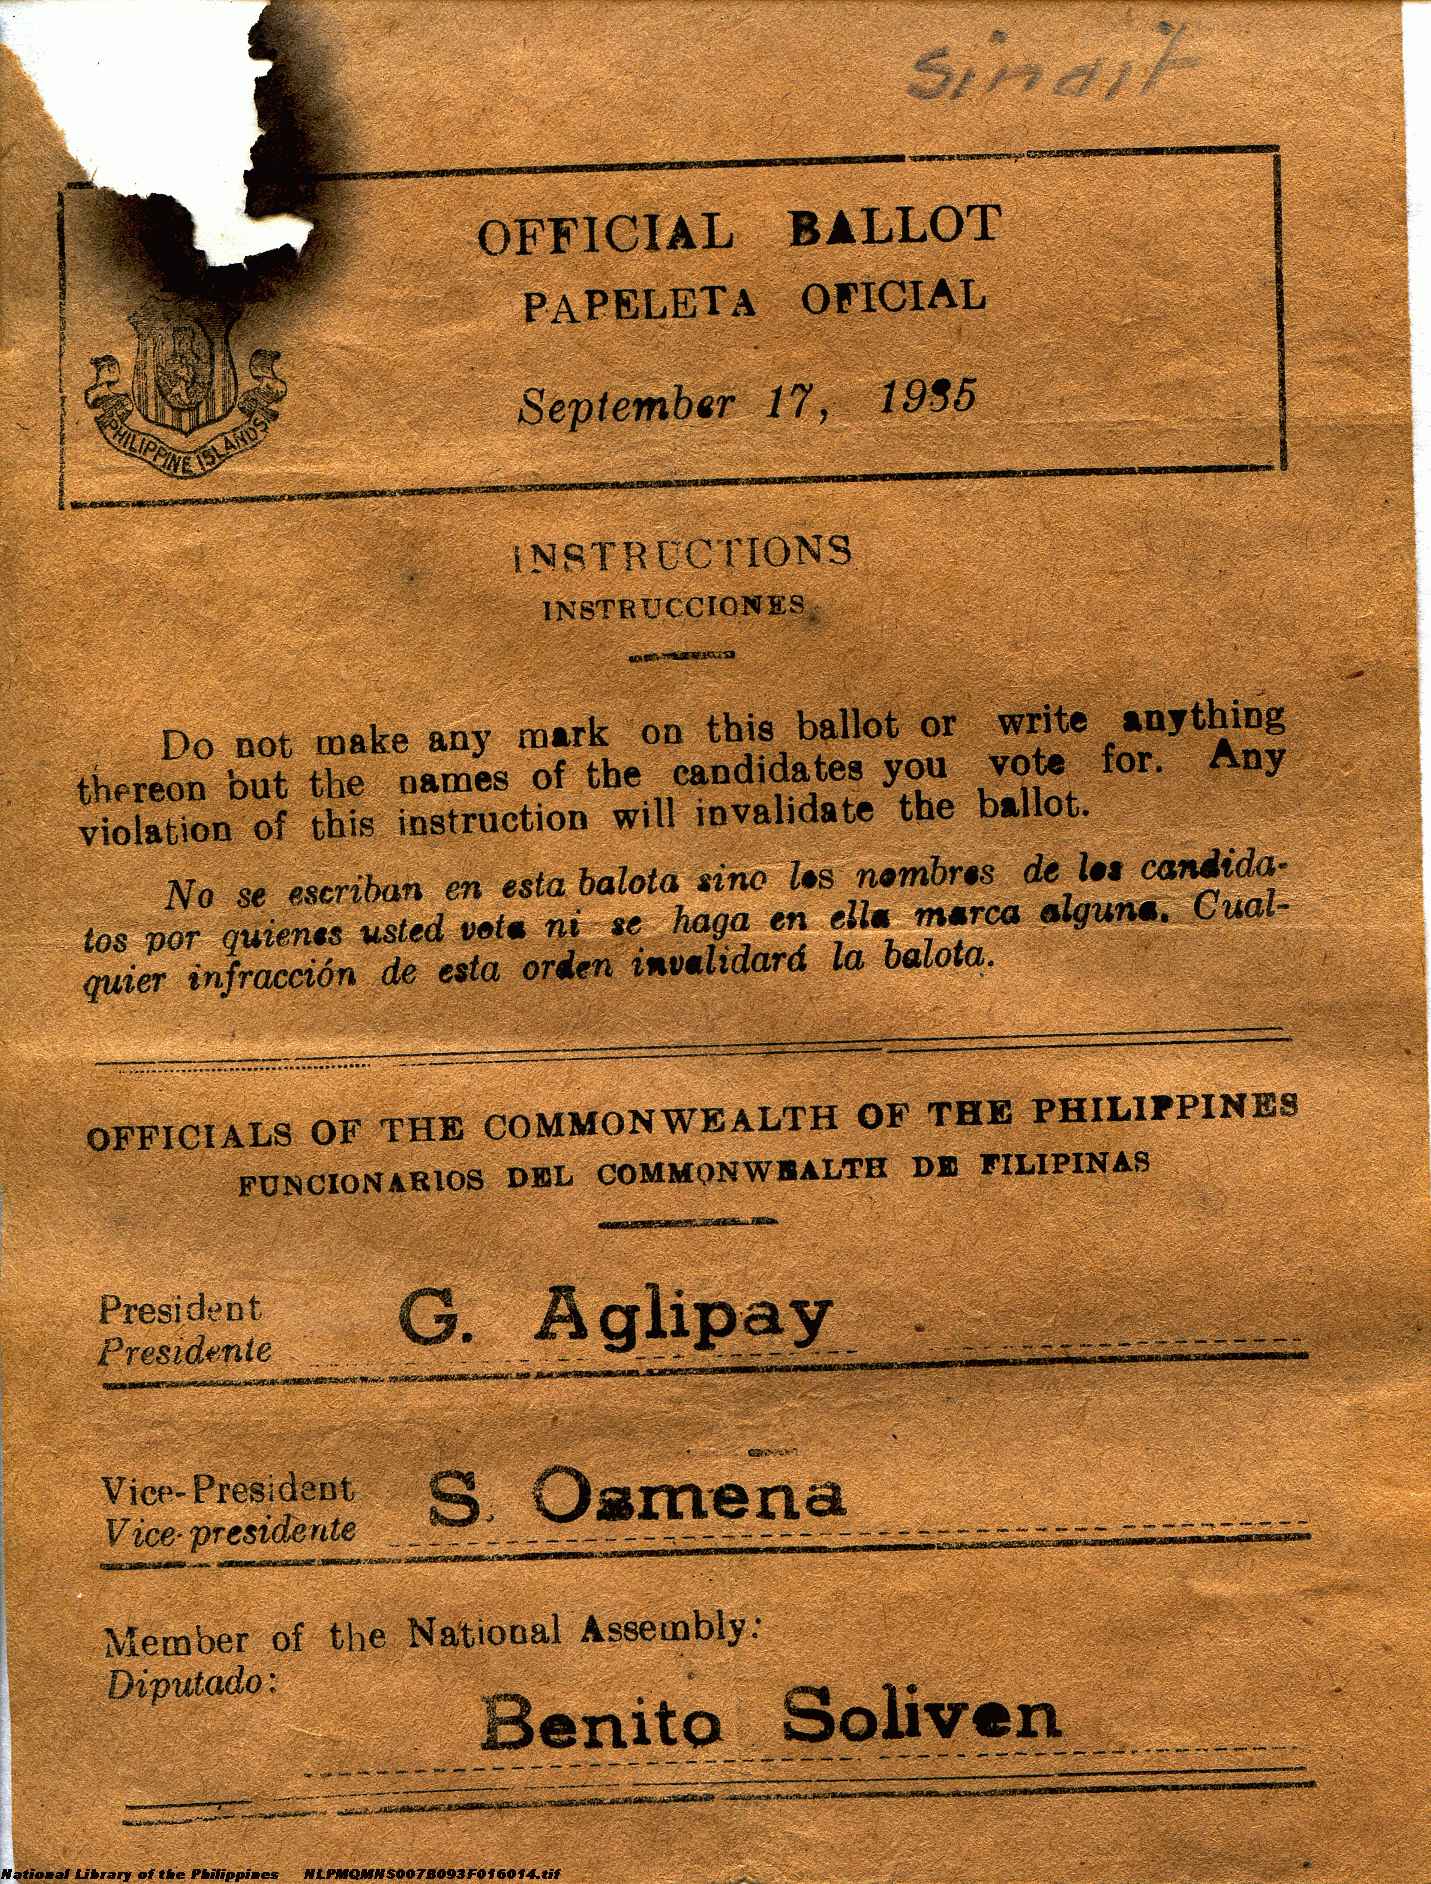 Sinait
OFFICIAL BALLOT
PAPELETA OFICIAL
September 17, 1935
PHILIPPINE ISLANDS
INSTRUCTIONS
INSTRUCCIONES
Do not make any mark on this ballot or write anything
thereon but the names of the candidates you vote for. Any
violation of this instruction will invalidate the ballot.
No se escriban en esta balota sino los nombres de los candida-
tos por quienes usted vota ni se haga en ella marca alguna. Cual-
quier infracción de esta orden invalidará la balota.
OFFICIALS OF THE COMMONWEALTH OF THE PHILIPPINES
FUNCIONARIOS DEL COMMONWEALTH DE FILIPINAS
President G. Aglipay
Presidente
Vice-President S. Osmena
Vice-presidente
Member of the National Assembly:
Diputado:
Benito Soliven
National Library of the Philippines NLPMQMNS007B093F016014.tif